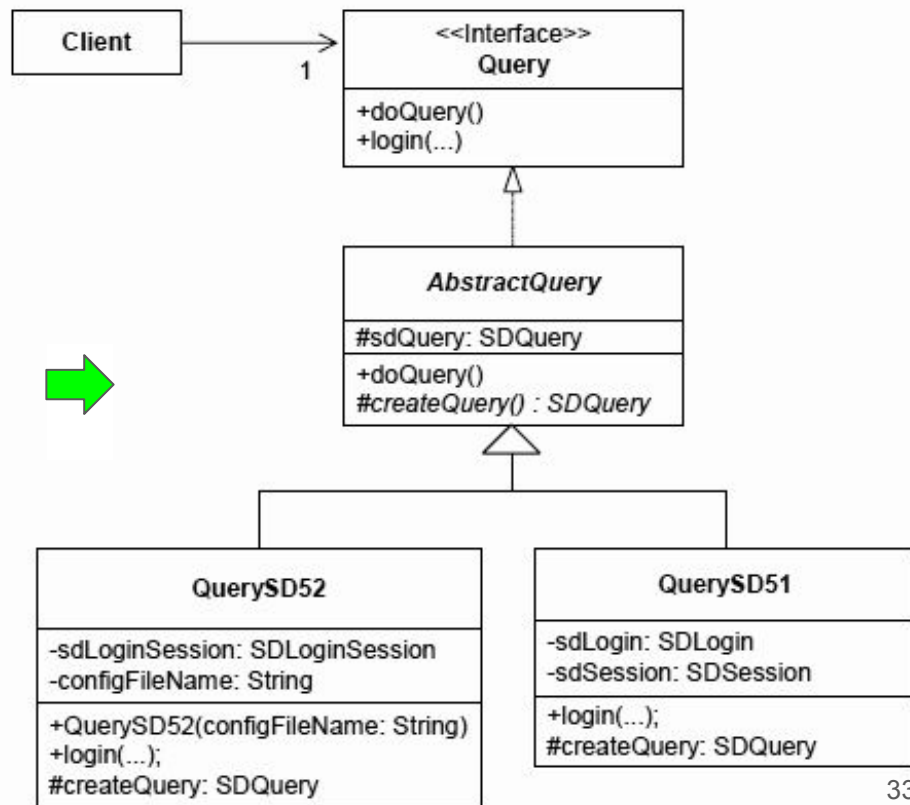 Client
1
<<Interface>>
Query
+doQuery()
+login(...)
AbstractQuery
#sdQuery: SDQuery
+doQuery()
#createQuery() : SDQuery
QuerySD52
-sdLoginSession: SDLoginSession
-configFileName: String
+QuerySD52(configFileName: String)
+login(...);
#createQuery: SDQuery
QuerySD51
-sdLogin: SDLogin
-sdSession: SDSession
+login(...);
#createQuery: SDQuery
33